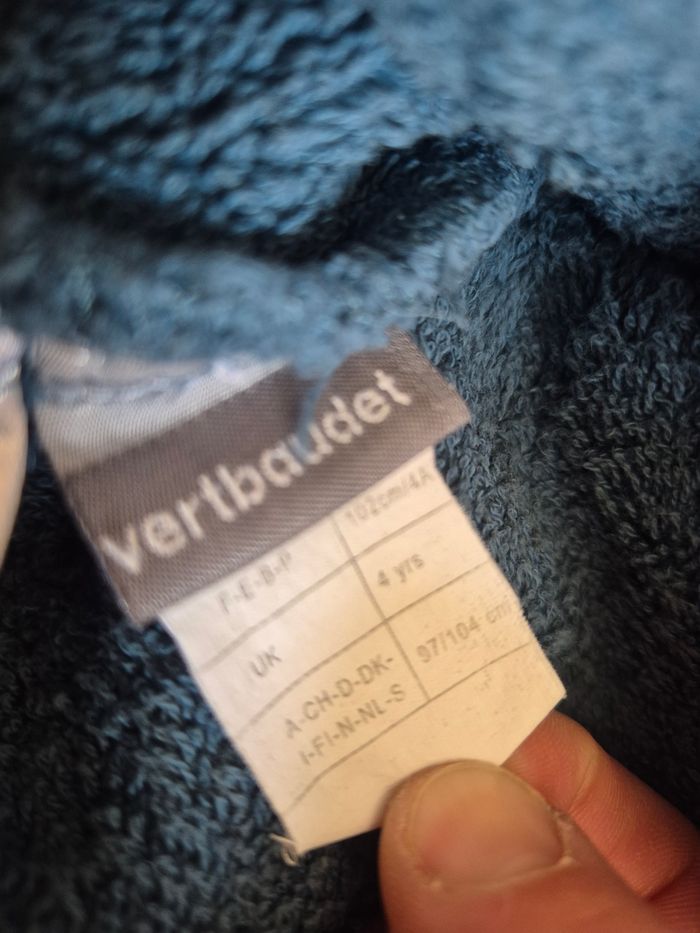 vertbaudet
F-E-B-P 102cm/4A
UK 4 yrs
A-CH-D-DK-
I-FI-N-NL-S 97/104 cm